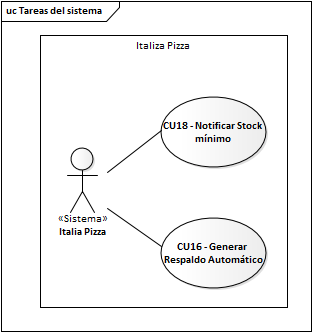 uc Tareas del sistema
Italiza Pizza
CU18 - Notificar Stock
mínimo
«Sistema»
Italia Pizza
CU16 - Generar
Respaldo Automático